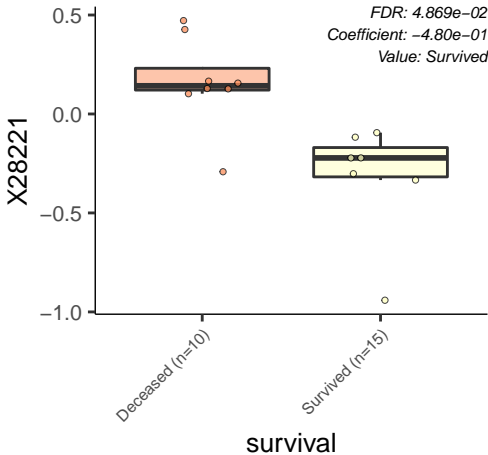 FDR: 4.869e−02
Coefficient: −4.80e−01
Value: Survived
0.5
0.0
−0.5
−1.0
X28221
Deceased (n=10)
Survived (n=15)
survival